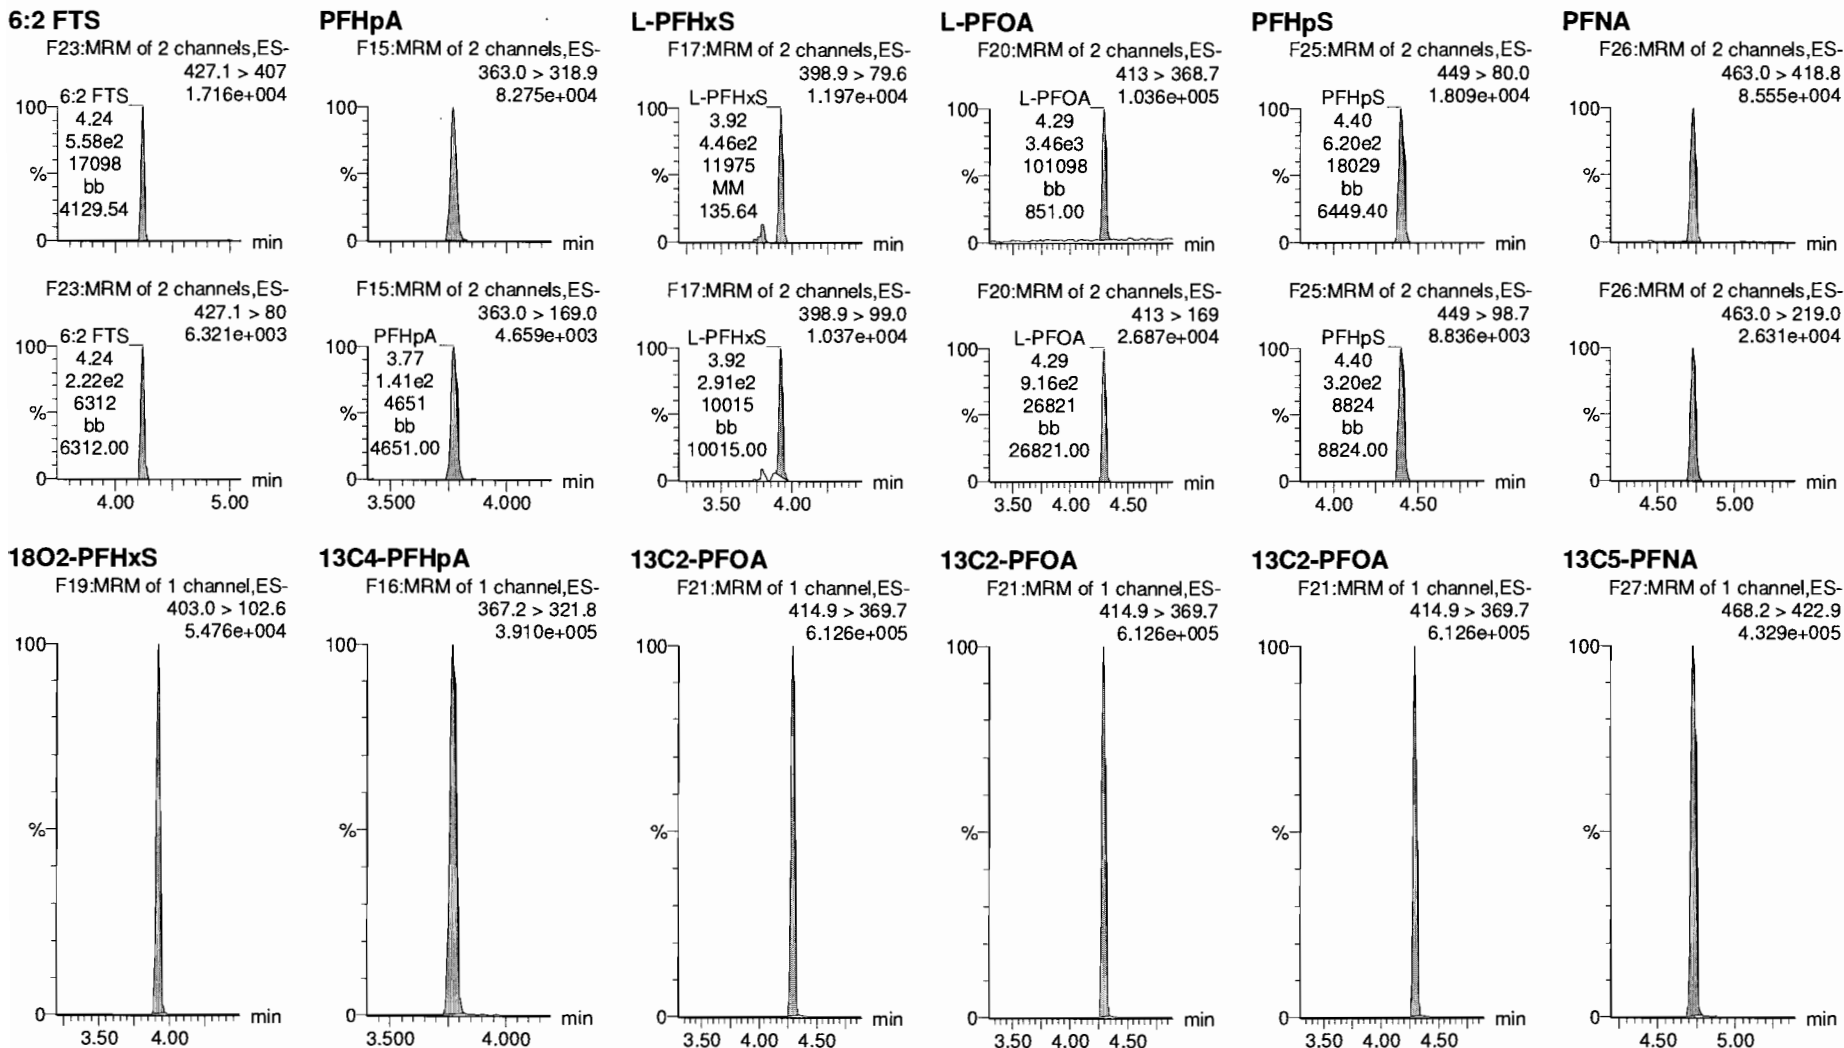 6:2 FTS
F23:MRM of 2 channels,ES-
427.1 > 407
1.716e+004
6:2 FTS
4.24
5.58e2
17098
bb
4129.54
100
%
0
min
PFHpA
F15:MRM of 2 channels,ES-
363.0 > 318.9
8.275e+004
100
%
0
min
L-PFHxS
F17:MRM of 2 channels,ES-
398.9 > 79.6
1.197e+004
L-PFHxS
3.92
4.46e2
11975
MM
135.64
100
%
0
min
L-PFOA
F20:MRM of 2 channels,ES-
413 > 368.7
1.036e+005
L-PFOA
4.29
3.46e3
101098
bb
851.00
100
%
0
min
PFHpS
F25:MRM of 2 channels,ES-
449 > 80.0
1.809e+004
PFHpS
4.40
6.20e2
18029
bb
6449.40
100
%
0
min
PFNA
F26:MRM of 2 channels,ES-
463.0 > 418.8
8.555e+004
100
%
0
min
F23:MRM of 2 channels,ES-
427.1 > 80
6.321e+003
6:2 FTS
4.24
2.22e2
6312
bb
6312.00
100
%
0
min
4.00 5.00
F15:MRM of 2 channels,ES-
363.0 > 169.0
4.659e+003
PFHpA
3.77
1.41e2
4651
bb
4651.00
100
%
0
min
3.500 4.000
F17:MRM of 2 channels,ES-
398.9 > 99.0
1.037e+004
L-PFHxS
3.92
2.91e2
10015
bb
10015.00
100
%
0
min
3.50 4.00
F20:MRM of 2 channels,ES-
413 > 169
2.687e+004
L-PFOA
4.29
9.16e2
26821
bb
26821.00
100
%
0
min
3.50 4.00 4.50
F25:MRM of 2 channels,ES-
449 > 98.7
8.836e+003
PFHpS
4.40
3.20e2
8824
bb
8824.00
100
%
0
min
4.00 4.50
F26:MRM of 2 channels,ES-
463.0 > 219.0
2.631e+004
100
%
0
min
4.50 5.00
18O2-PFHxS
F19:MRM of 1 channel,ES-
403.0 > 102.6
5.476e+004
100
%
0
min
3.50 4.00
13C4-PFHpA
F16:MRM of 1 channel,ES-
367.2 > 321.8
3.910e+005
100
%
0
min
3.500 4.000
13C2-PFOA
F21:MRM of 1 channel,ES-
414.9 > 369.7
6.126e+005
100
%
0
min
3.50 4.00 4.50
13C2-PFOA
F21:MRM of 1 channel,ES-
414.9 > 369.7
6.126e+005
100
%
0
min
3.50 4.00 4.50
13C2-PFOA
F21:MRM of 1 channel,ES-
414.9 > 369.7
6.126e+005
100
%
0
min
3.50 4.00 4.50
13C5-PFNA
F27:MRM of 1 channel,ES-
468.2 > 422.9
4.329e+005
100
%
0
min
4.50 5.00